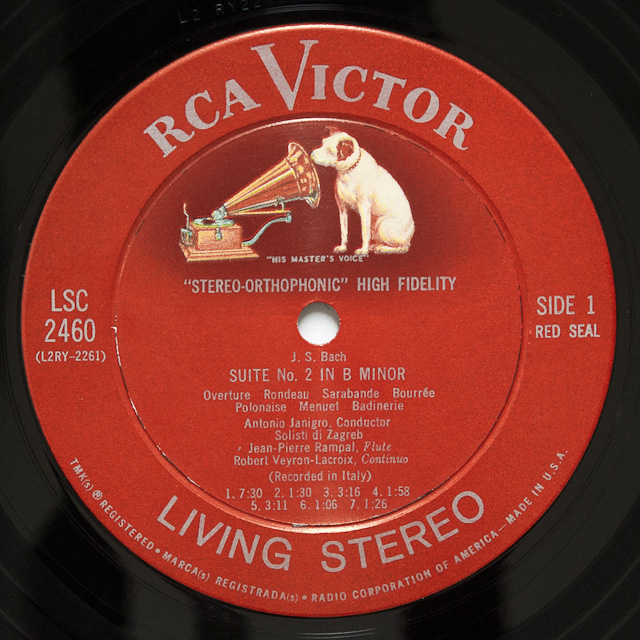 L2 RY22
RCA VICTOR
"HIS MASTER'S VOICE"
"STEREO-ORTHOPHONIC" HIGH FIDELITY
LSC
2460
(L2RY-2261)
SIDE 1
RED SEAL
J. S. Bach
SUITE No. 2 IN B MINOR
Overture Rondeau Sarabande Bourrée
Polonaise Menuet Badinerie
Antonio Janigro, Conductor
Solisti di Zagreb
Jean-Pierre Rampal, Flute
Robert Veyron-Lacroix, Continuo
(Recorded in Italy)
1. 7:30 2. 1:30 3. 3:16 4. 1:58
5. 3:11 6. 1:06 7. 1:26
LIVING STEREO
TMK(s) ® REGISTERED • MARCA(s) REGISTRADA(s) • RADIO CORPORATION OF AMERICA—MADE IN U.S.A.